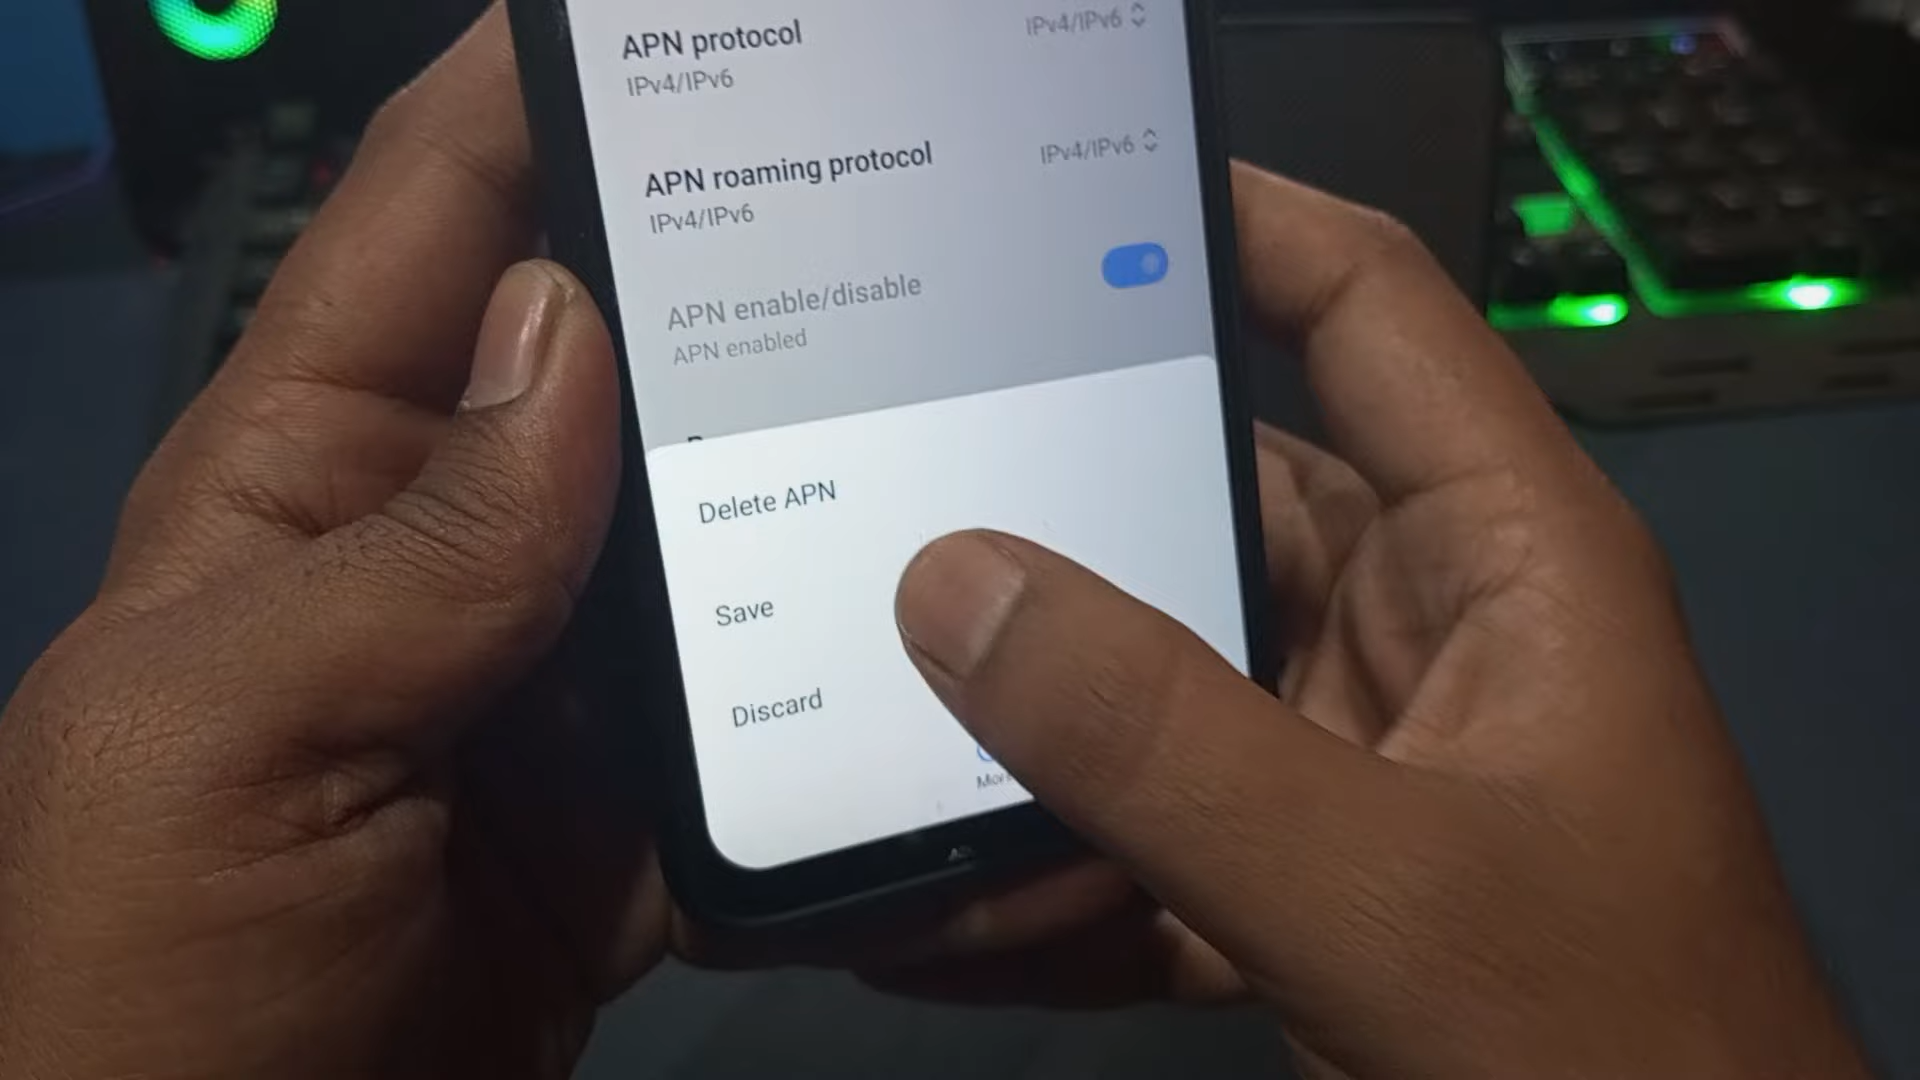 APN protocol
IPv4/IPv6
IPv4/IPv6
APN roaming protocol
IPv4/IPv6
IPv4/IPv6
APN enable/disable
APN enabled
Delete APN
Save
Discard